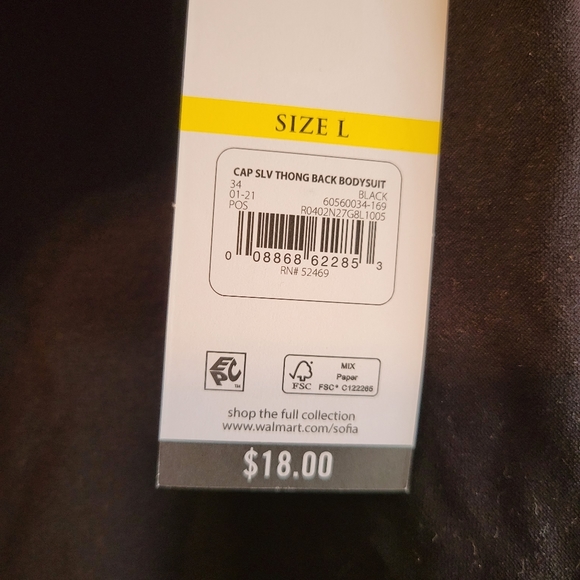 SIZE L
CAP SLV THONG BACK BODYSUIT
34 BLACK
01-21 60560034-169
POS R0402N27G8L1005
0 08868 62285 3
RN# 52469
EPC™
FSC
MIX
Paper
FSC® C122285
shop the full collection
www.walmart.com/sofia
$18.00